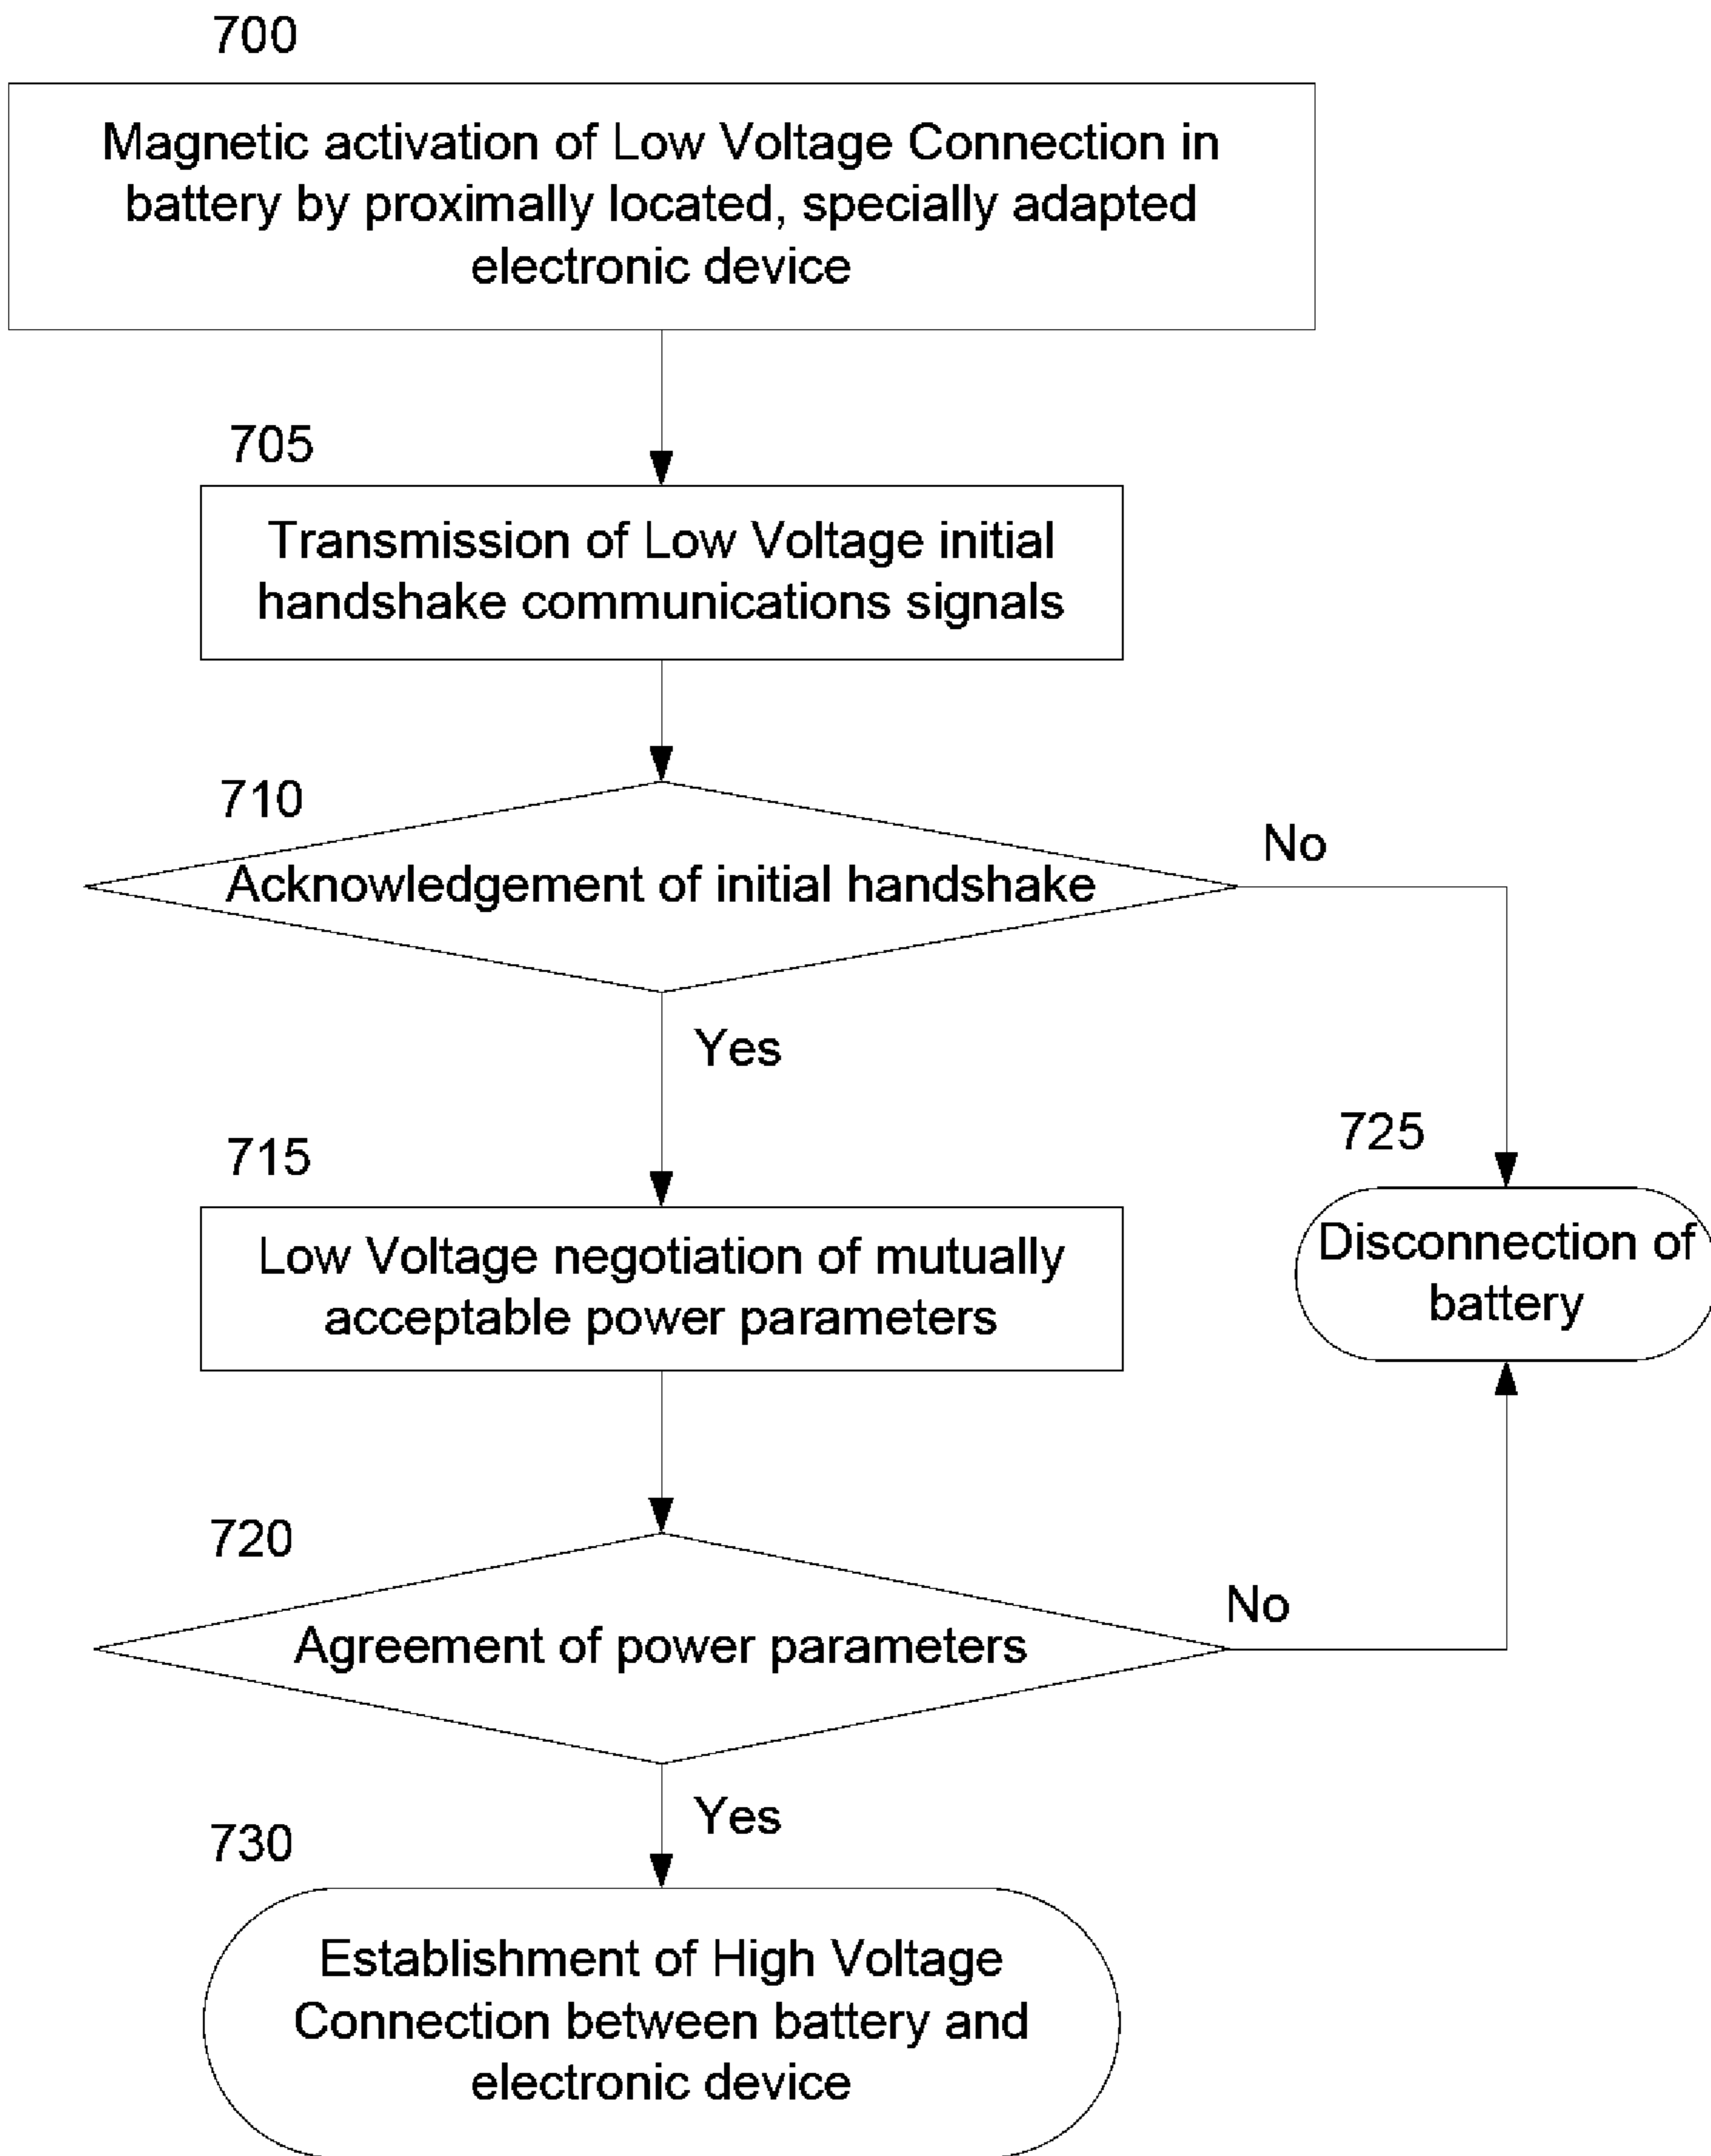 700
Magnetic activation of Low Voltage Connection in
battery by proximally located, specially adapted
electronic device
705
Transmission of Low Voltage initial
handshake communications signals
710
Acknowledgement of initial handshake
No
Yes
715
Low Voltage negotiation of mutually
acceptable power parameters
725
Disconnection of
battery
720
Agreement of power parameters
No
Yes
730
Establishment of High Voltage
Connection between battery and
electronic device